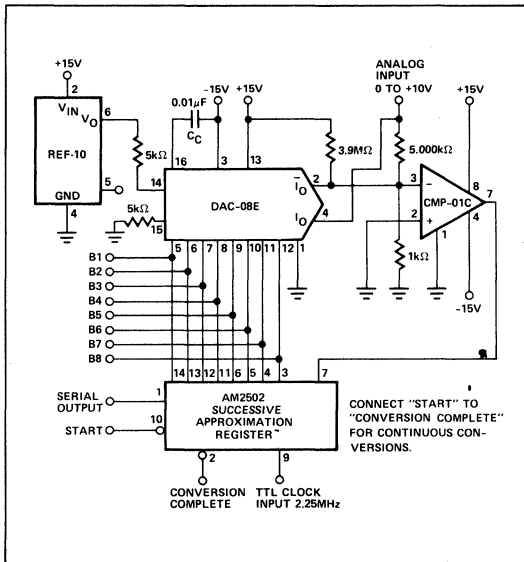 +15V
2
V_IN
V_O
6
REF-10
5
GND
4
5kΩ
5kΩ
0.01μF
C_C
-15V
+15V
16
3
13
14
15
DAC-08E
I̅_O
2
I_O
4
3.9MΩ
ANALOG
INPUT
0 TO +10V
5.000kΩ
1kΩ
+15V
3
−
2
+
CMP-01C
8
7
4
1
-15V
5 6 7 8 9 10 11 12 1
B1
B2
B3
B4
B5
B6
B7
B8
14 13 12 11 6 5 4 3
7
SERIAL
OUTPUT
1
START
10
AM2502
SUCCESSIVE
APPROXIMATION
REGISTER
2
9
CONVERSION
COMPLETE
TTL CLOCK
INPUT 2.25MHz
CONNECT "START" TO
"CONVERSION COMPLETE"
FOR CONTINUOUS CON-
VERSIONS.